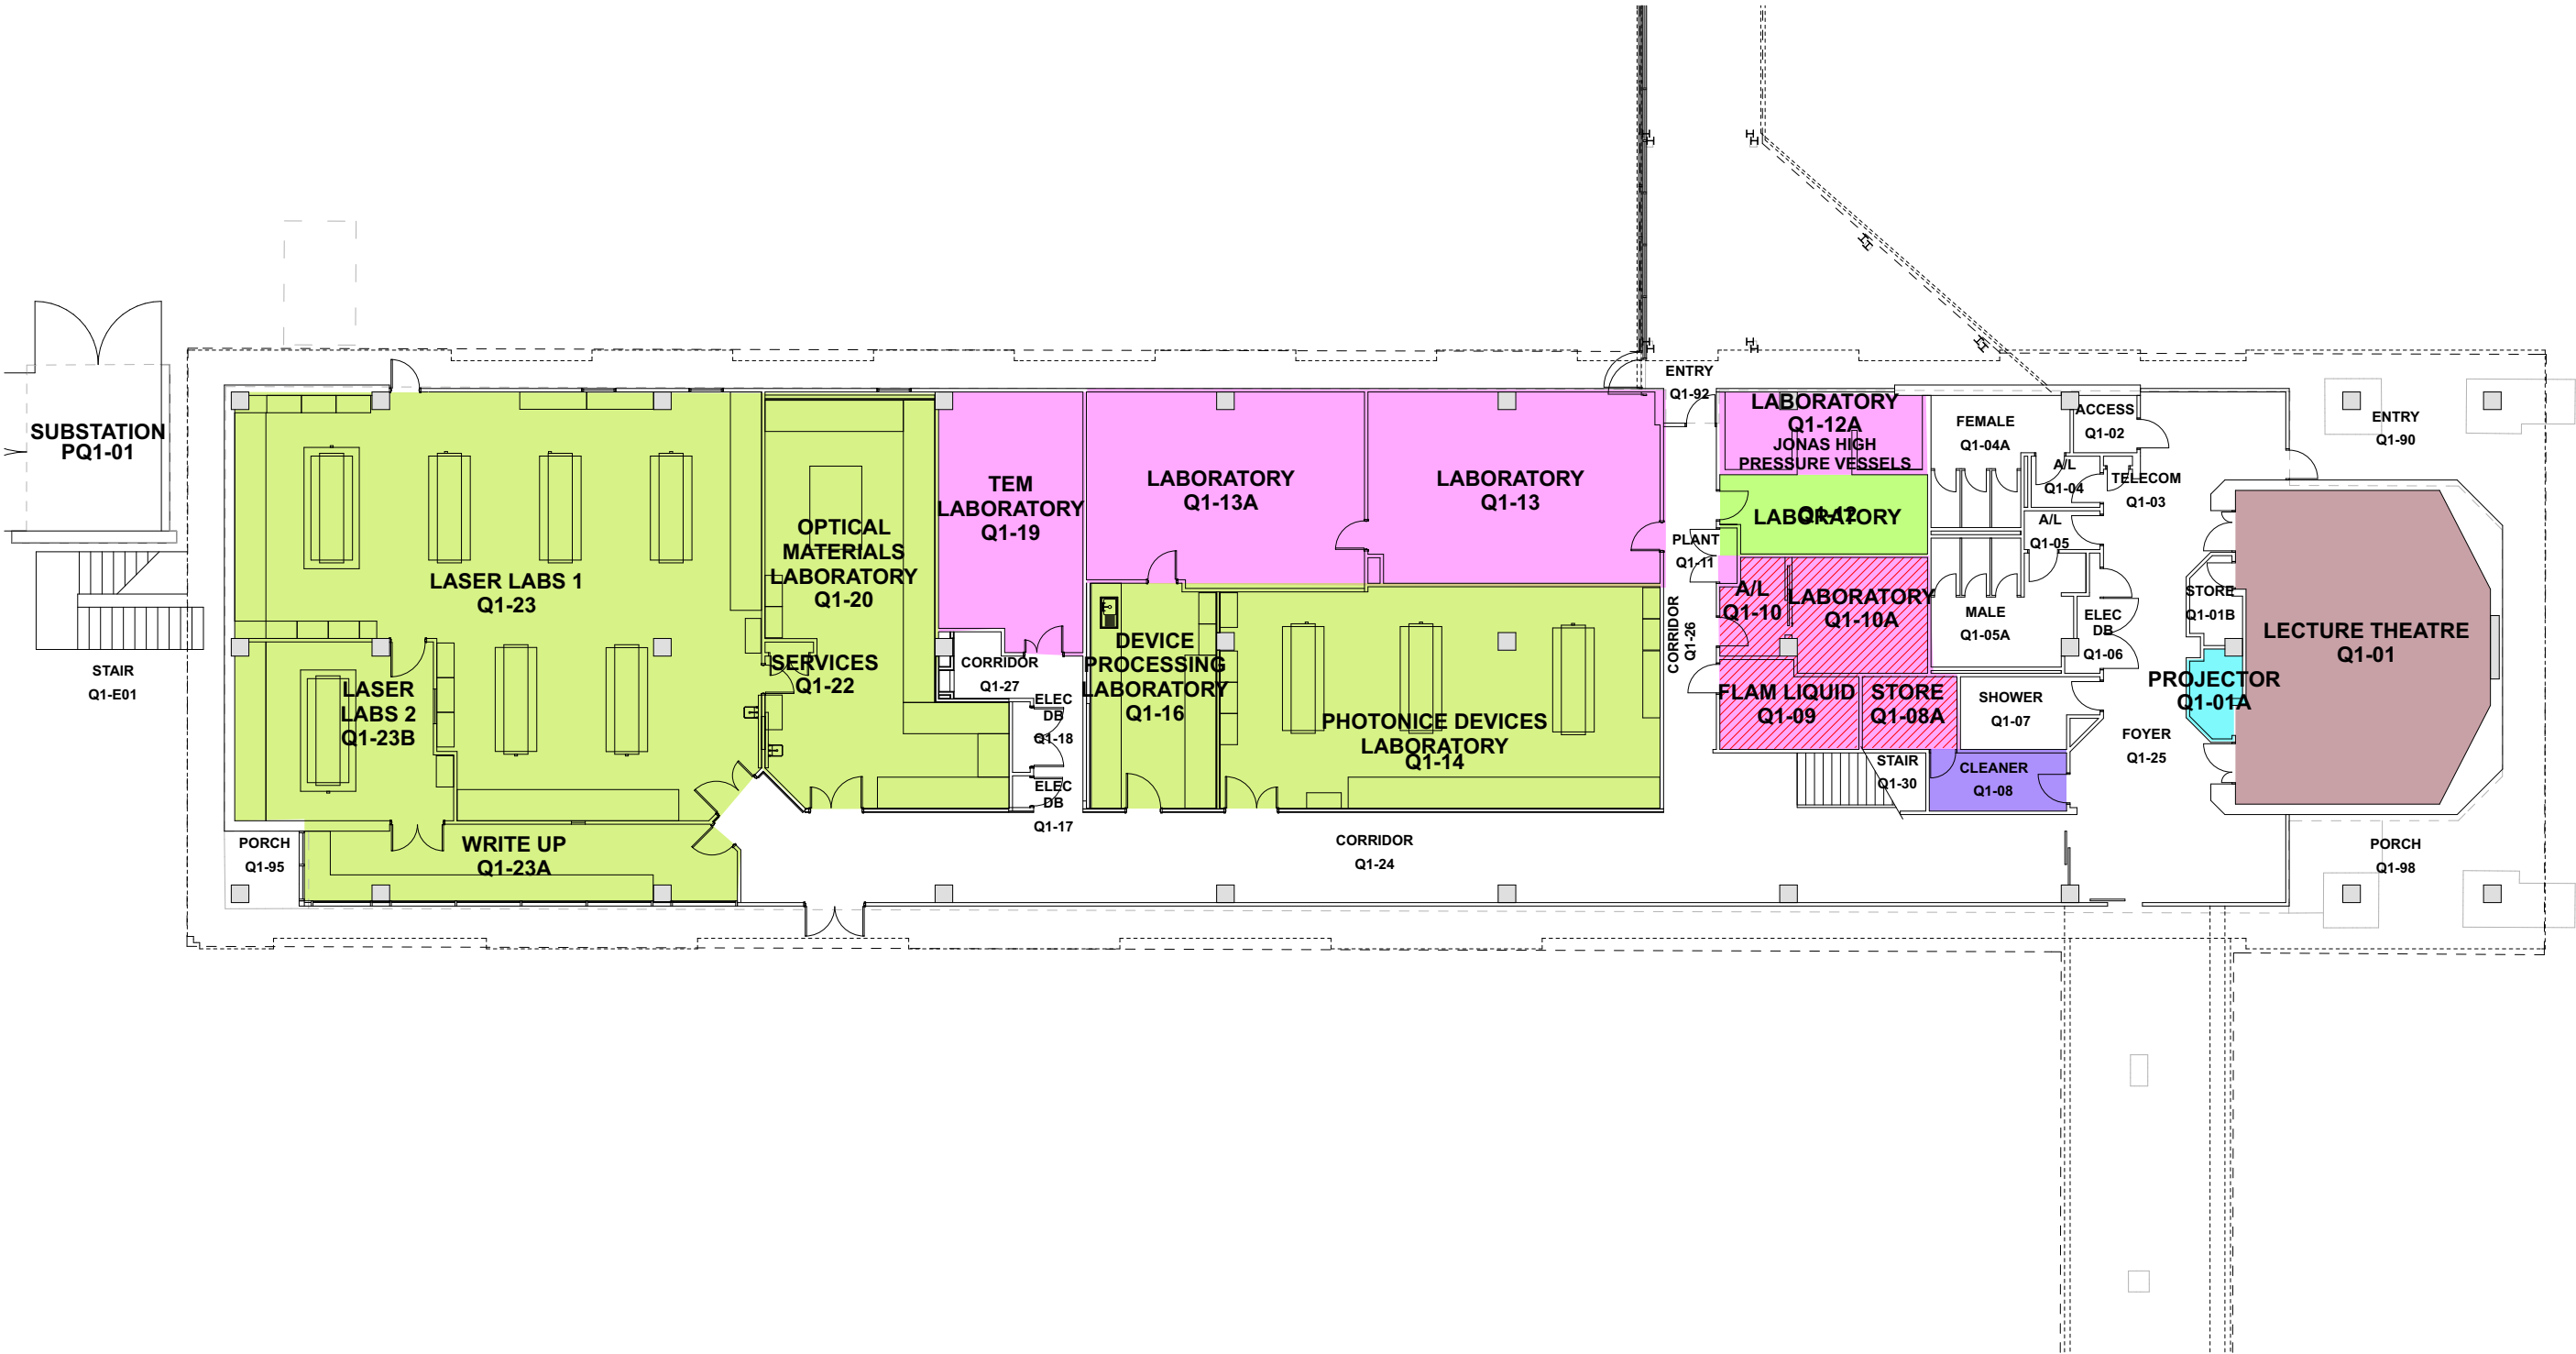 SUBSTATION
PQ1-01
STAIR
Q1-E01
LASER LABS 1
Q1-23
LASER
LABS 2
Q1-23B
WRITE UP
Q1-23A
PORCH
Q1-95
OPTICAL
MATERIALS
LABORATORY
Q1-20
SERVICES
Q1-22
TEM
LABORATORY
Q1-19
CORRIDOR
Q1-27
ELEC
DB
Q1-18
ELEC
DB
Q1-17
LABORATORY
Q1-13A
LABORATORY
Q1-13
DEVICE
PROCESSING
LABORATORY
Q1-16
PHOTONICE DEVICES
LABORATORY
Q1-14
CORRIDOR
Q1-24
ENTRY
Q1-92
CORRIDOR
Q1-26
PLANT
Q1-11
LABORATORY
Q1-12A
JONAS HIGH
PRESSURE VESSELS
LABORATORY
Q1-12
A/L
Q1-10
LABORATORY
Q1-10A
FLAM LIQUID
Q1-09
STORE
Q1-08A
STAIR
Q1-30
CLEANER
Q1-08
SHOWER
Q1-07
FEMALE
Q1-04A
A/L
Q1-04
ACCESS
Q1-02
TELECOM
Q1-03
A/L
Q1-05
MALE
Q1-05A
ELEC
DB
Q1-06
FOYER
Q1-25
STORE
Q1-01B
PROJECTOR
Q1-01A
LECTURE THEATRE
Q1-01
ENTRY
Q1-90
PORCH
Q1-98